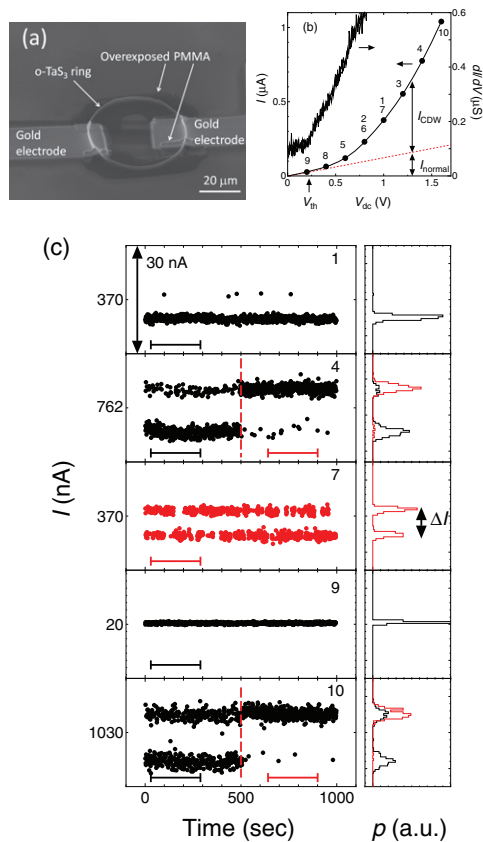 (a)
Overexposed PMMA
o-TaS3 ring
Gold electrode
Gold electrode
20 μm
(b)
I (μA)
1
0.5
0
0.6
0.4
0.2
0
dI/dV (μS)
10
4
3
1
7
2
6
5
8
9
ICDW
Inormal
0
0.5
1
1.5
Vth
Vdc (V)
(c)
30 nA
1
370
4
762
7
370
ΔI
9
20
10
1030
I (nA)
0
500
1000
Time (sec)
p (a.u.)